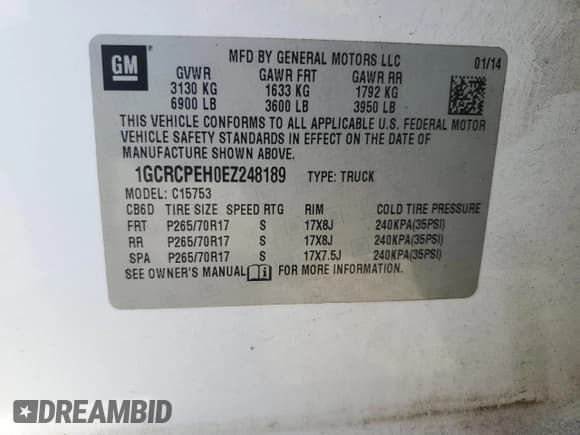 GM
MFD BY GENERAL MOTORS LLC 01/14
GVWR GAWR FRT GAWR RR
3130 KG 1633 KG 1792 KG
6900 LB 3600 LB 3950 LB
THIS VEHICLE CONFORMS TO ALL APPLICABLE U.S. FEDERAL MOTOR
VEHICLE SAFETY STANDARDS IN EFFECT ON THE DATE OF
MANUFACTURE SHOWN ABOVE.
1GCRCPEH0EZ248189 TYPE: TRUCK
MODEL: C15753
CB6D TIRE SIZE SPEED RTG RIM COLD TIRE PRESSURE
FRT P265/70R17 S 17X8J 240KPA(35PSI)
RR P265/70R17 S 17X8J 240KPA(35PSI)
SPA P265/70R17 S 17X7.5J 240KPA(35PSI)
SEE OWNER'S MANUAL FOR MORE INFORMATION.
DREAMBID